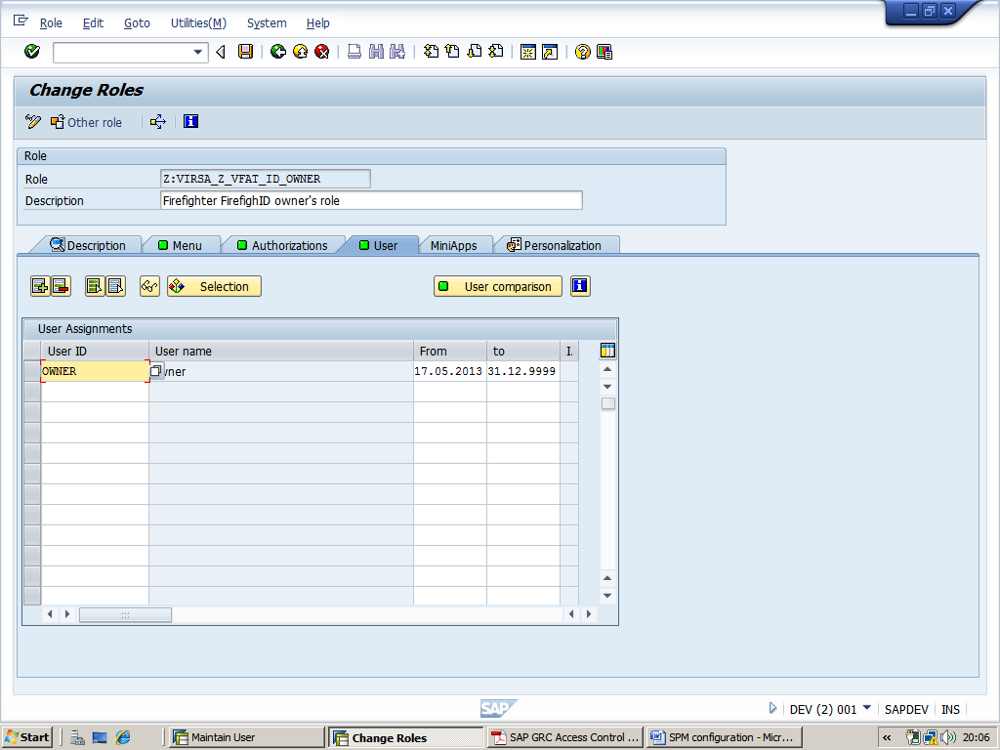 Role Edit Goto Utilities(M) System Help
Change Roles
Other role
Role
Role Z:VIRSA_Z_VFAT_ID_OWNER
Description Firefighter FirefighID owner's role
Description Menu Authorizations User MiniApps Personalization
Selection User comparison
User Assignments
User ID User name From to I.
OWNER wner 17.05.2013 31.12.9999
SAP
DEV (2) 001 SAPDEV INS
Start Maintain User Change Roles SAP GRC Access Control ... SPM configuration - Micr... « 20:06